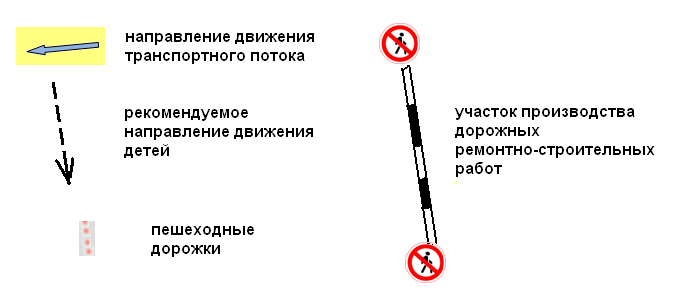 направление движения
транспортного потока
рекомендуемое
направление движения
детей
пешеходные
дорожки
участок производства
дорожных
ремонтно-строительных
работ